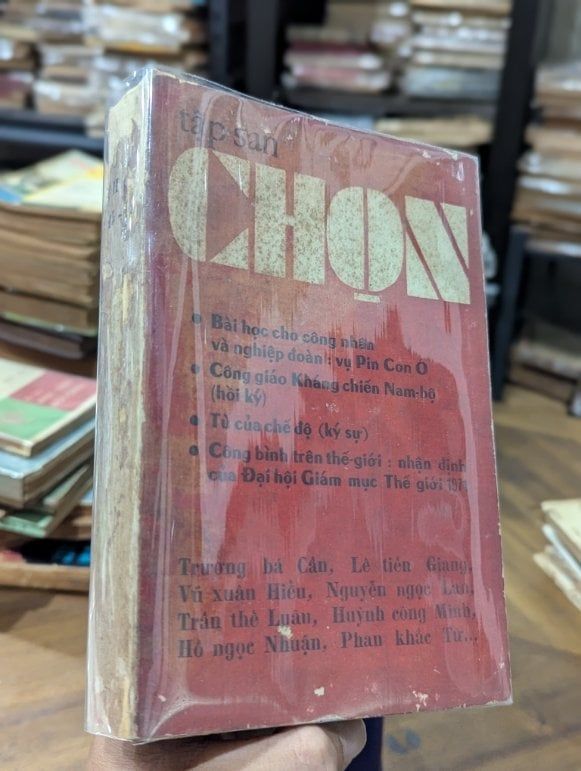 tập san
CHỌN
• Bài học cho công nhân
và nghiệp đoàn : vụ Pin Con Ó
• Công giáo Kháng chiến Nam-bộ
(hồi ký)
• Tù của chế độ (ký sự)
• Công bình trên thế-giới : nhận định
của Đại hội Giám mục Thế giới
Trương bá Cần, Lê tiến Giang,
Vũ xuân Hiểu, Nguyễn ngọc Lan,
Trần thế Luân, Huỳnh công Minh,
Hồ ngọc Nhuận, Phan khắc Từ...